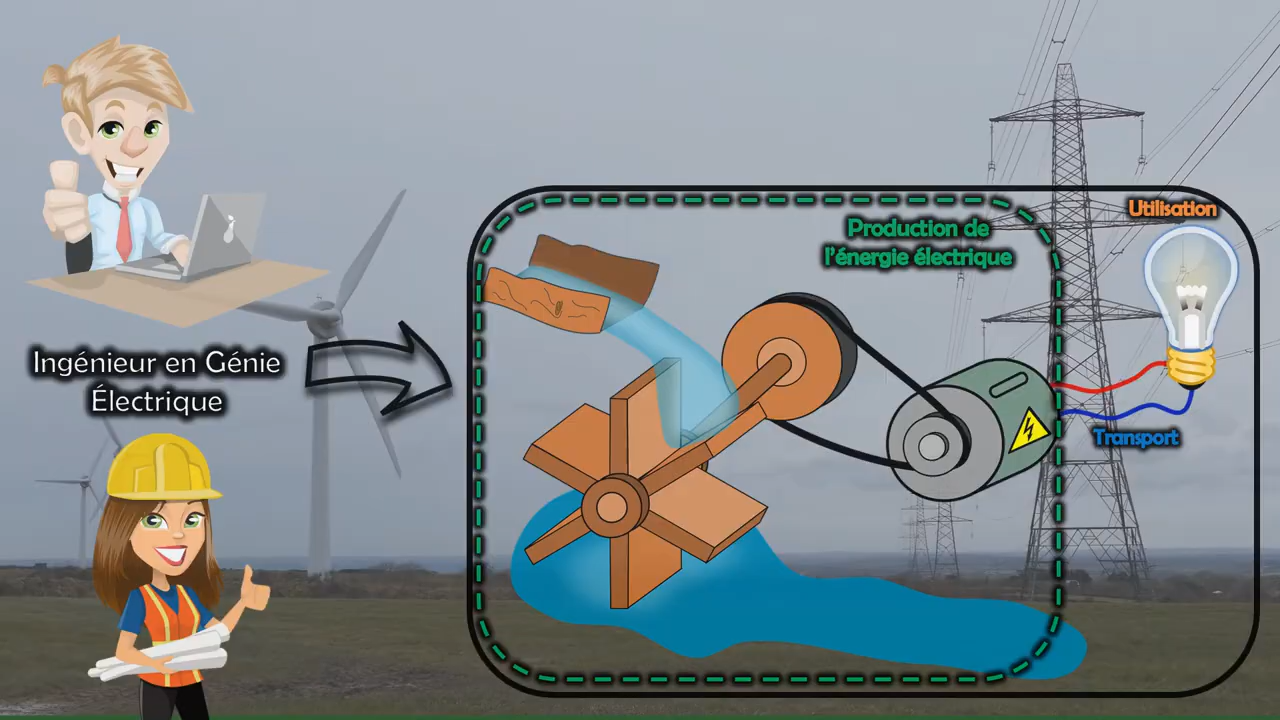 Ingénieur en Génie
Électrique
Production de
l'énergie électrique
Utilisation
Transport